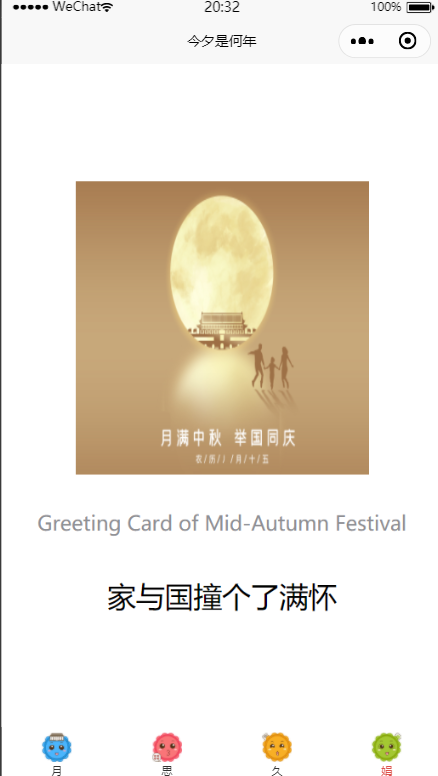 WeChat 20:32 100%
今夕是何年
月满中秋 举国同庆
Greeting Card of Mid-Autumn Festival
家与国撞个了满怀
月 思 久 娟